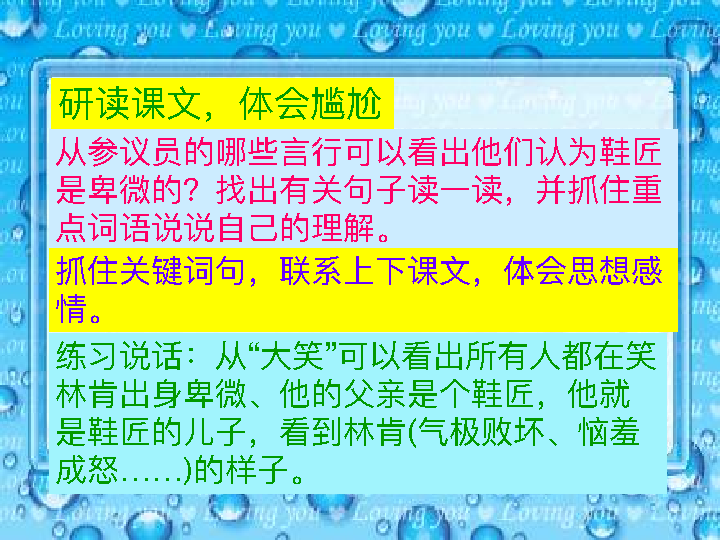 Loving you ♥ Loving you ♥ Loving you ♥ Loving you
研读课文，体会尴尬
从参议员的哪些言行可以看出他们认为鞋匠
是卑微的？找出有关句子读一读，并抓住重
点词语说说自己的理解。
抓住关键词句，联系上下课文，体会思想感
情。
练习说话：从“大笑”可以看出所有人都在笑
林肯出身卑微、他的父亲是个鞋匠，他就
是鞋匠的儿子，看到林肯(气极败坏、恼羞
成怒……)的样子。
Loving you ♥ Loving you ♥ Loving you